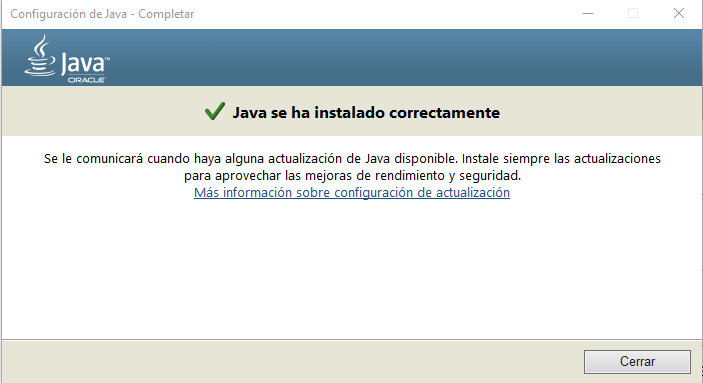 Configuración de Java - Completar
Java™
ORACLE
Java se ha instalado correctamente
Se le comunicará cuando haya alguna actualización de Java disponible. Instale siempre las actualizaciones
para aprovechar las mejoras de rendimiento y seguridad.
Más información sobre configuración de actualización
Cerrar